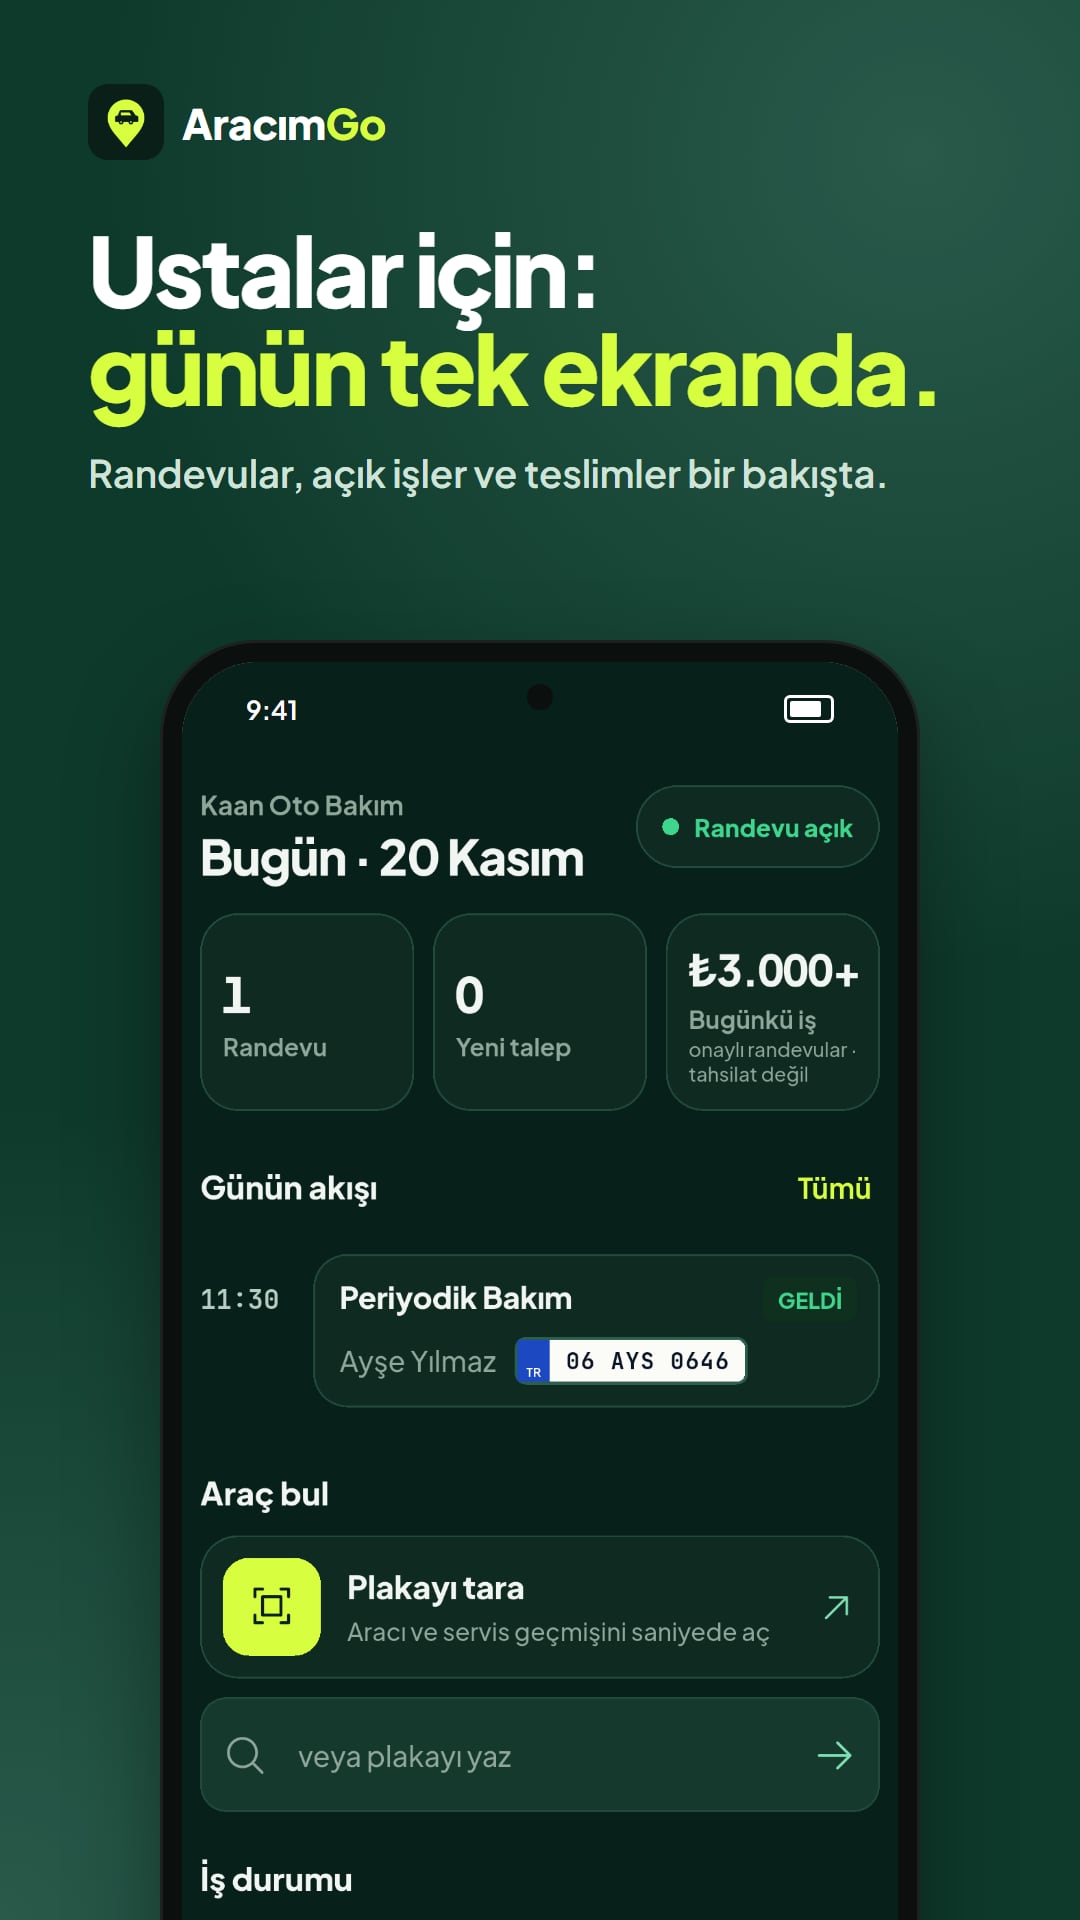 AracımGo
Ustalar için:
günün tek ekranda.
Randevular, açık işler ve teslimler bir bakışta.
9:41
Kaan Oto Bakım
Bugün · 20 Kasım
Randevu açık
1
Randevu
0
Yeni talep
₺3.000+
Bugünkü iş
onaylı randevular ·
tahsilat değil
Günün akışı
Tümü
11:30
Periyodik Bakım
GELDİ
Ayşe Yılmaz
TR
06 AYS 0646
Araç bul
Plakayı tara
Aracı ve servis geçmişini saniyede aç
veya plakayı yaz
İş durumu